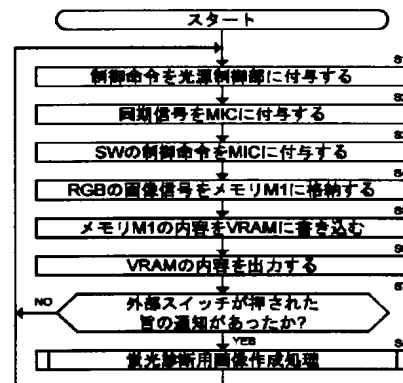 スタート
制御命令を光源制御部に付与する
同期信号をMICに付与する
SWの制御命令をMICに付与する
RGBの画像信号をメモリM1に格納する
メモリM1の内容をVRAMに書き込む
VRAMの内容を出力する
外部スイッチが押された
旨の通知があったか?
NO
YES
蛍光診断用画像作成処理